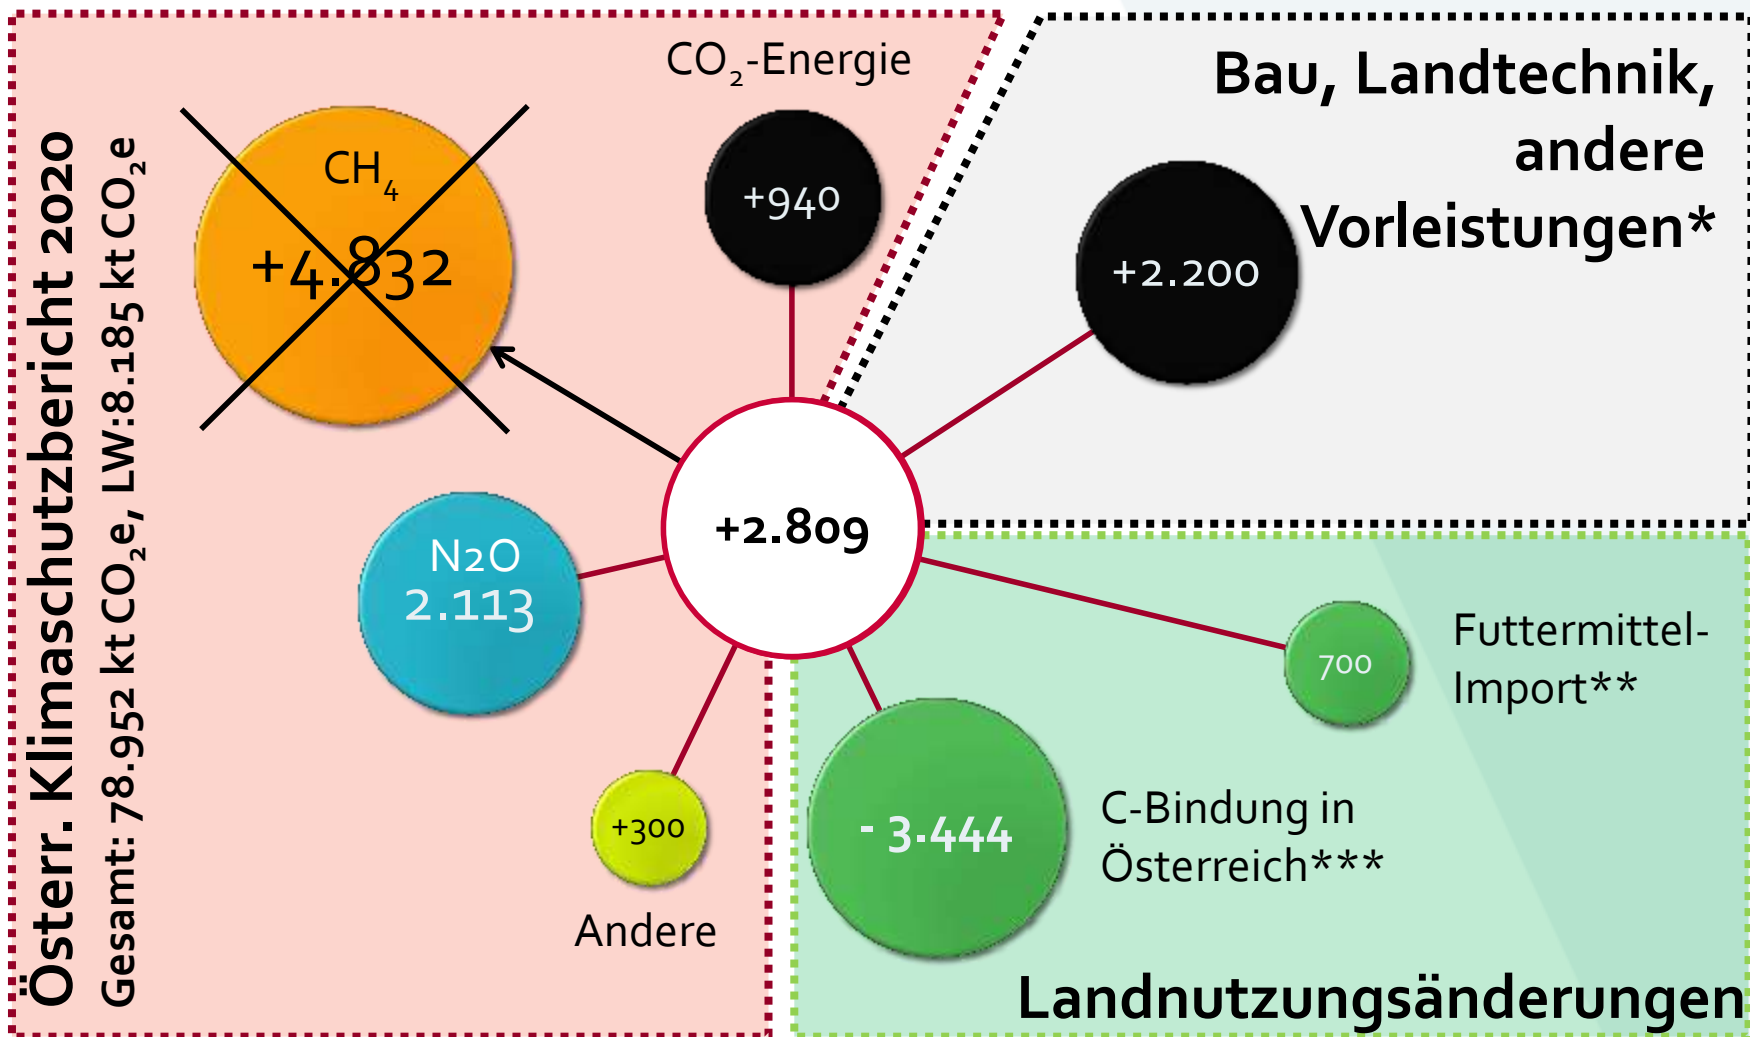 Österr. Klimaschutzbericht 2020
Gesamt: 78.952 kt CO₂e, LW:8.185 kt CO₂e
CO₂-Energie
+940
CH₄
+4.832
N2O
2.113
+300
Andere
+2.809
Bau, Landtechnik,
andere
Vorleistungen*
+2.200
700
Futtermittel-
Import**
- 3.444
C-Bindung in
Österreich***
Landnutzungsänderungen